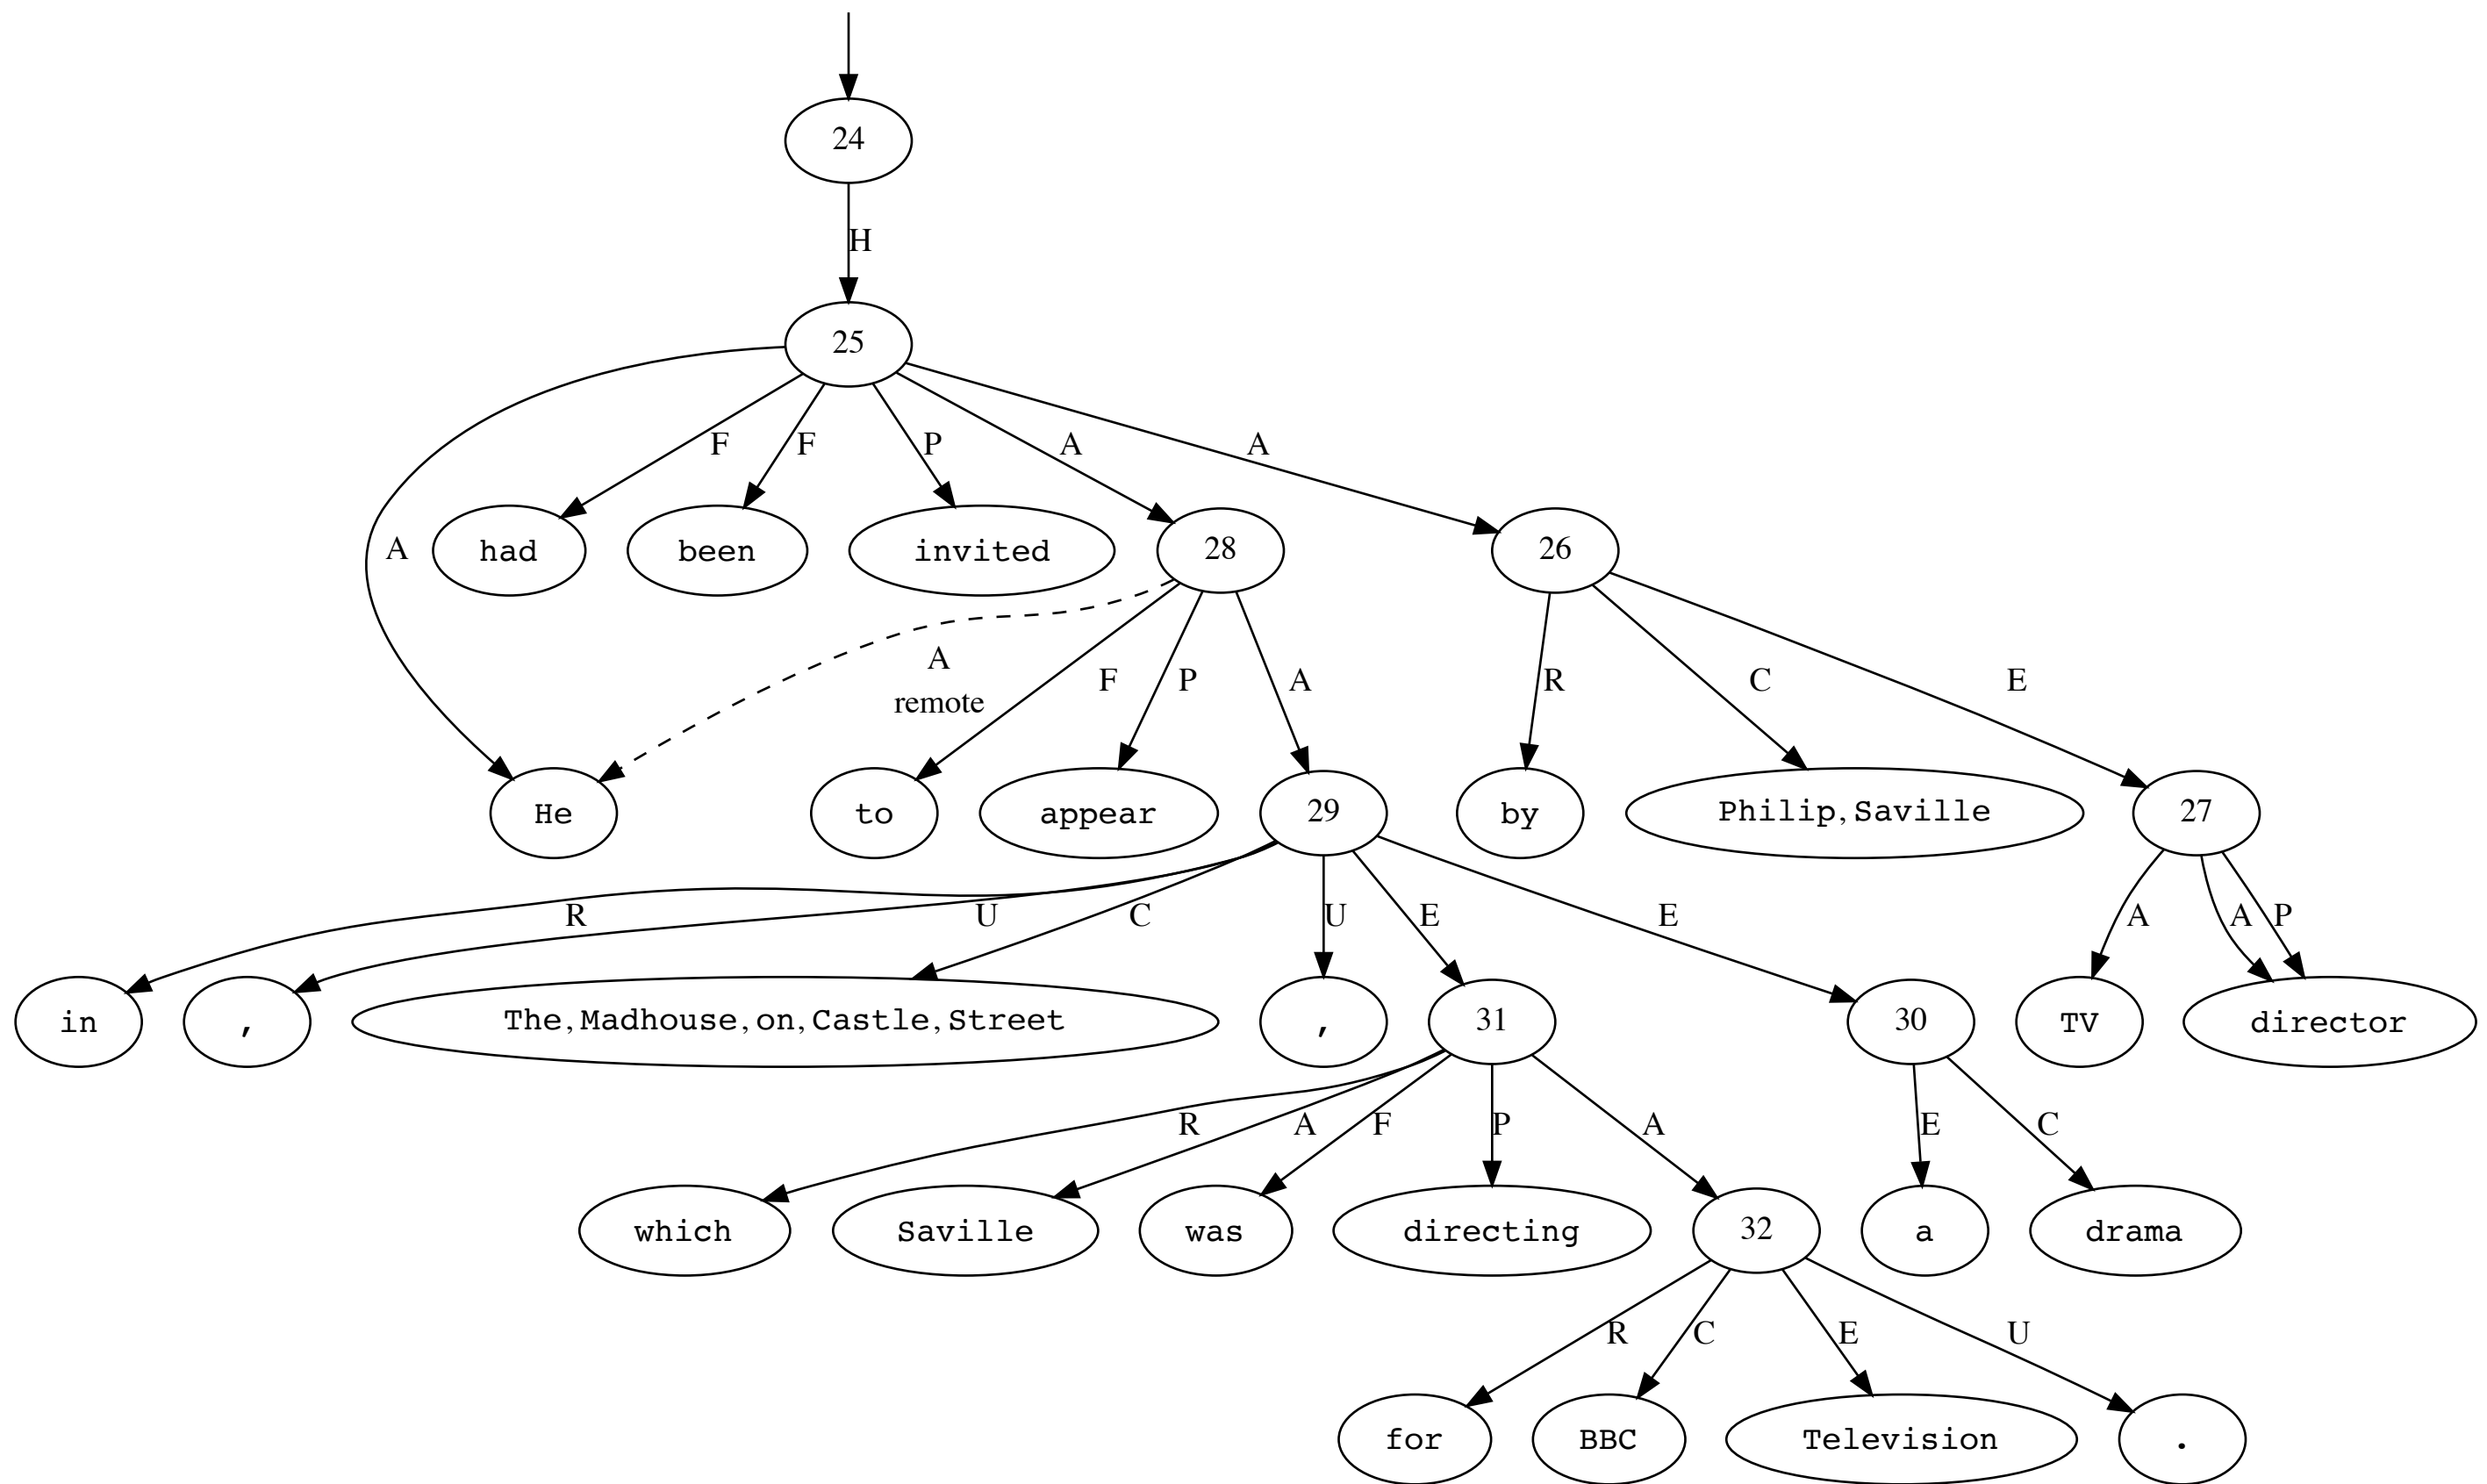 24
H
25
F F P A A
had been invited 28 26
A
A
remote
F P A R C E
He to appear 29 by Philip,Saville 27
R U C U E E A A P
in , The,Madhouse,on,Castle,Street , 31 30 TV director
R A F P A E C
which Saville was directing 32 a drama
R C E U
for BBC Television .